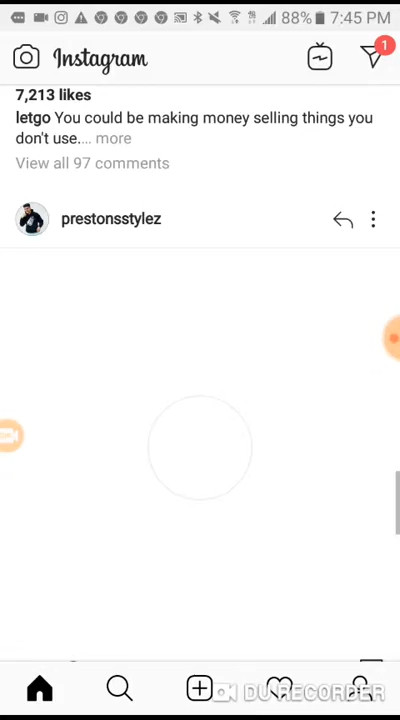 88% 7:45 PM
Instagram
1
7,213 likes
letgo You could be making money selling things you
don't use.... more
View all 97 comments
prestonsstylez
DU RECORDER